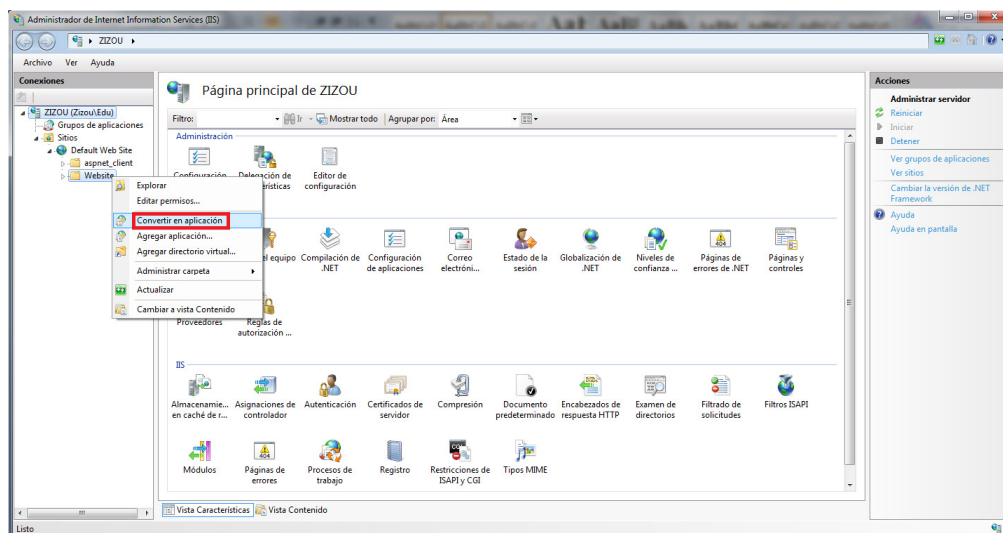 Administrador de Internet Information Services (IIS)
ZIZOU
Archivo Ver Ayuda
Conexiones
ZIZOU (Zizou\Edu)
Grupos de aplicaciones
Sitios
Default Web Site
aspnet_client
Website
Explorar
Editar permisos...
Convertir en aplicación
Agregar aplicación...
Agregar directorio virtual...
Administrar carpeta
Actualizar
Cambiar a vista Contenido
Página principal de ZIZOU
Filtro: Ir Mostrar todo Agrupar por: Área
Administración
Configuración Delegación de Editor de
configuración
equipo Compilación de Configuración Correo Estado de la Globalización de Niveles de Páginas de Páginas y
.NET de aplicaciones electróni... sesión .NET confianza ... errores de .NET controles
Proveedores Reglas de
autorización ...
IIS
Almacenamie... Asignaciones de Autenticación Certificados de Compresión Documento Encabezados de Examen de Filtrado de Filtros ISAPI
en caché de r... controlador servidor predeterminado respuesta HTTP directorios solicitudes
Módulos Páginas de Procesos de Registro Restricciones de Tipos MIME
errores trabajo ISAPI y CGI
Vista Características Vista Contenido
Acciones
Administrar servidor
Reiniciar
Iniciar
Detener
Ver grupos de aplicaciones
Ver sitios
Cambiar la versión de .NET
Framework
Ayuda
Ayuda en pantalla
Listo